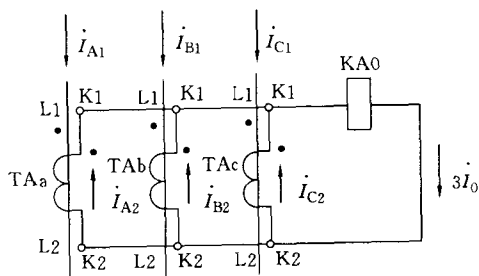 İA1 İB1 İC1
KA0
L1 K1 L1 K1 L1 K1
TAa TAb TAc
İA2 İB2 İC2 3İ0
L2 K2 L2 K2 L2 K2